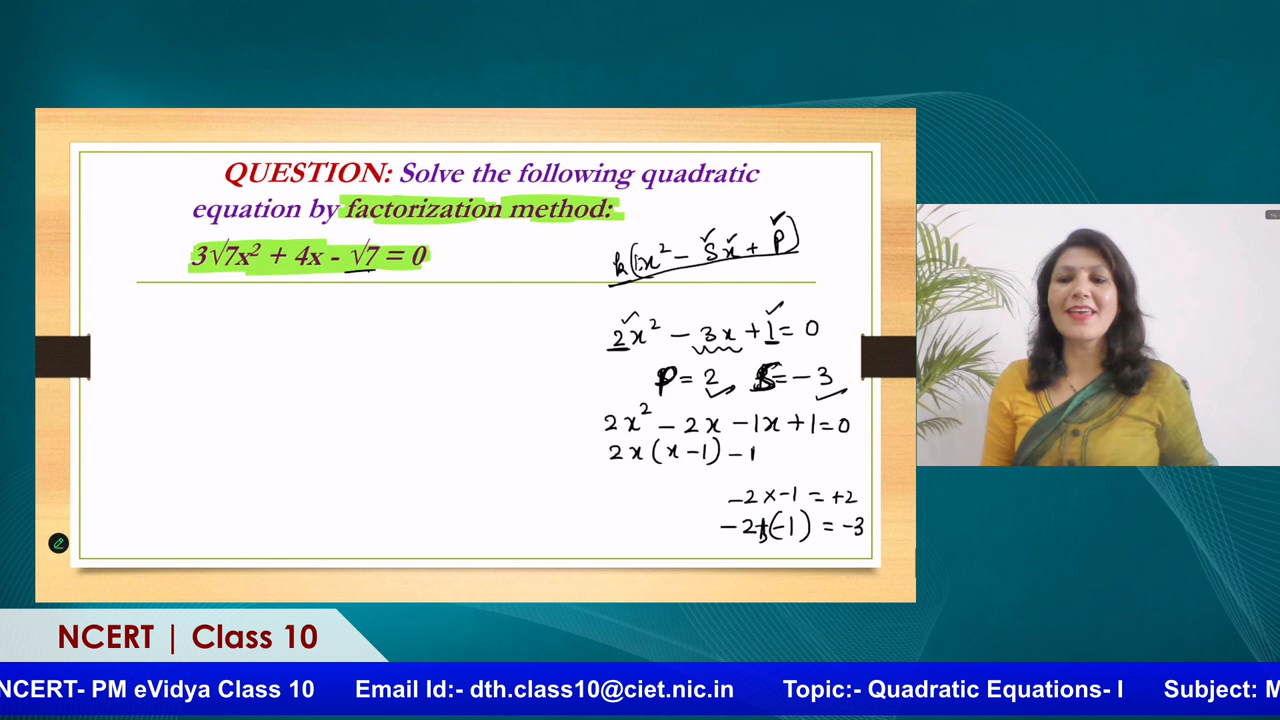 QUESTION: Solve the following quadratic
equation by factorization method:
3√7x² + 4x - √7 = 0
k(1x² - Sx + P)
2x² - 3x + 1 = 0
P = 2 S = -3
2x² - 2x - 1x + 1 = 0
2x(x-1) - 1
-2 x -1 = +2
-2+(-1) = -3
NCERT | Class 10
NCERT- PM eVidya Class 10 Email Id:- dth.class10@ciet.nic.in Topic:- Quadratic Equations- I Subject: M